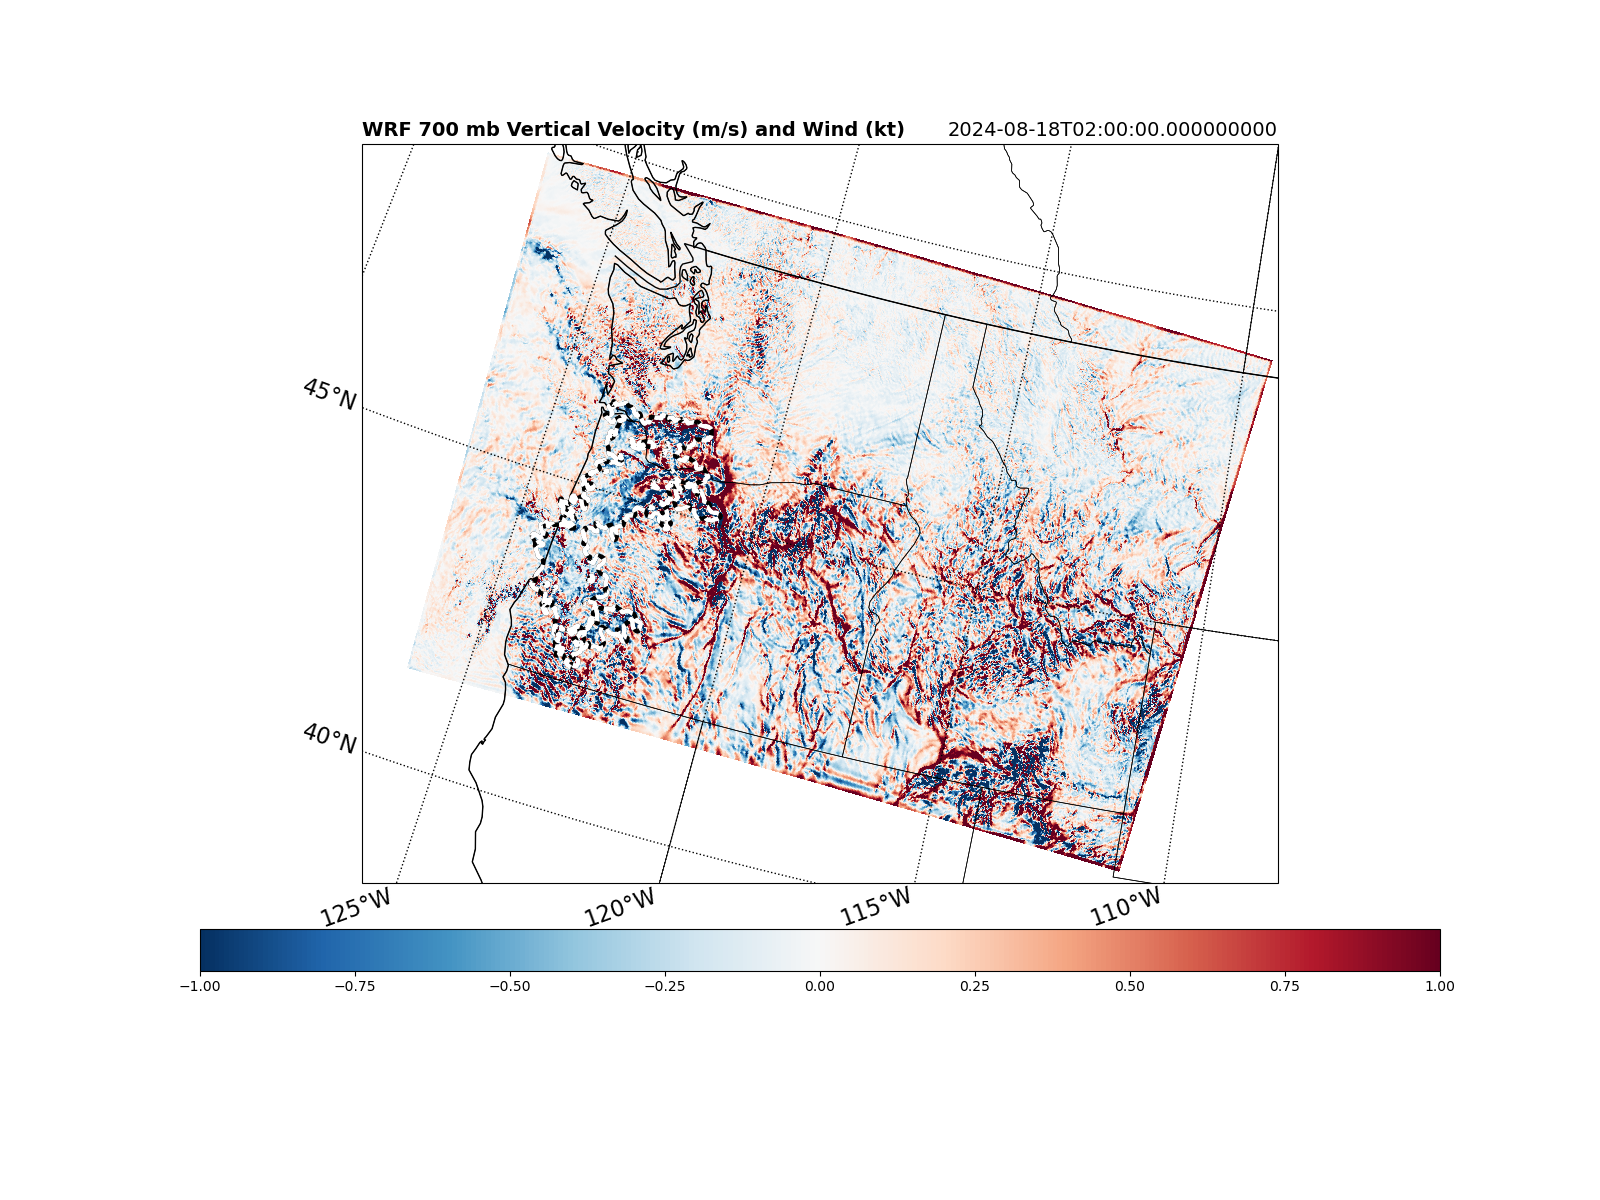 WRF 700 mb Vertical Velocity (m/s) and Wind (kt) 2024-08-18T02:00:00.000000000
45°N
40°N
125°W 120°W 115°W 110°W
−1.00 −0.75 −0.50 −0.25 0.00 0.25 0.50 0.75 1.00